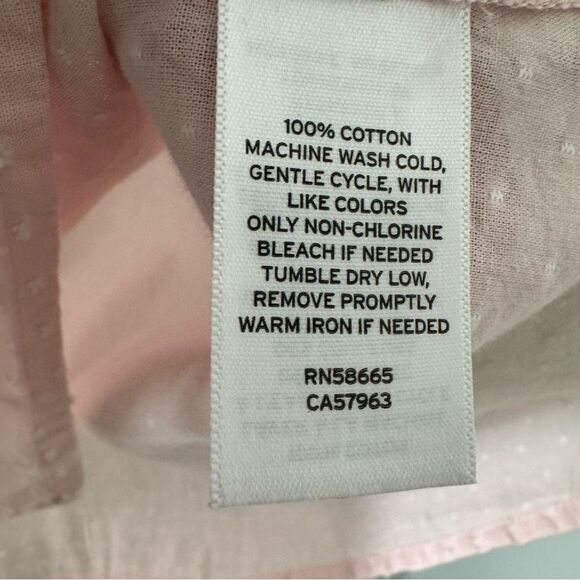 100% COTTON
MACHINE WASH COLD,
GENTLE CYCLE, WITH
LIKE COLORS
ONLY NON-CHLORINE
BLEACH IF NEEDED
TUMBLE DRY LOW,
REMOVE PROMPTLY
WARM IRON IF NEEDED
RN58665
CA57963